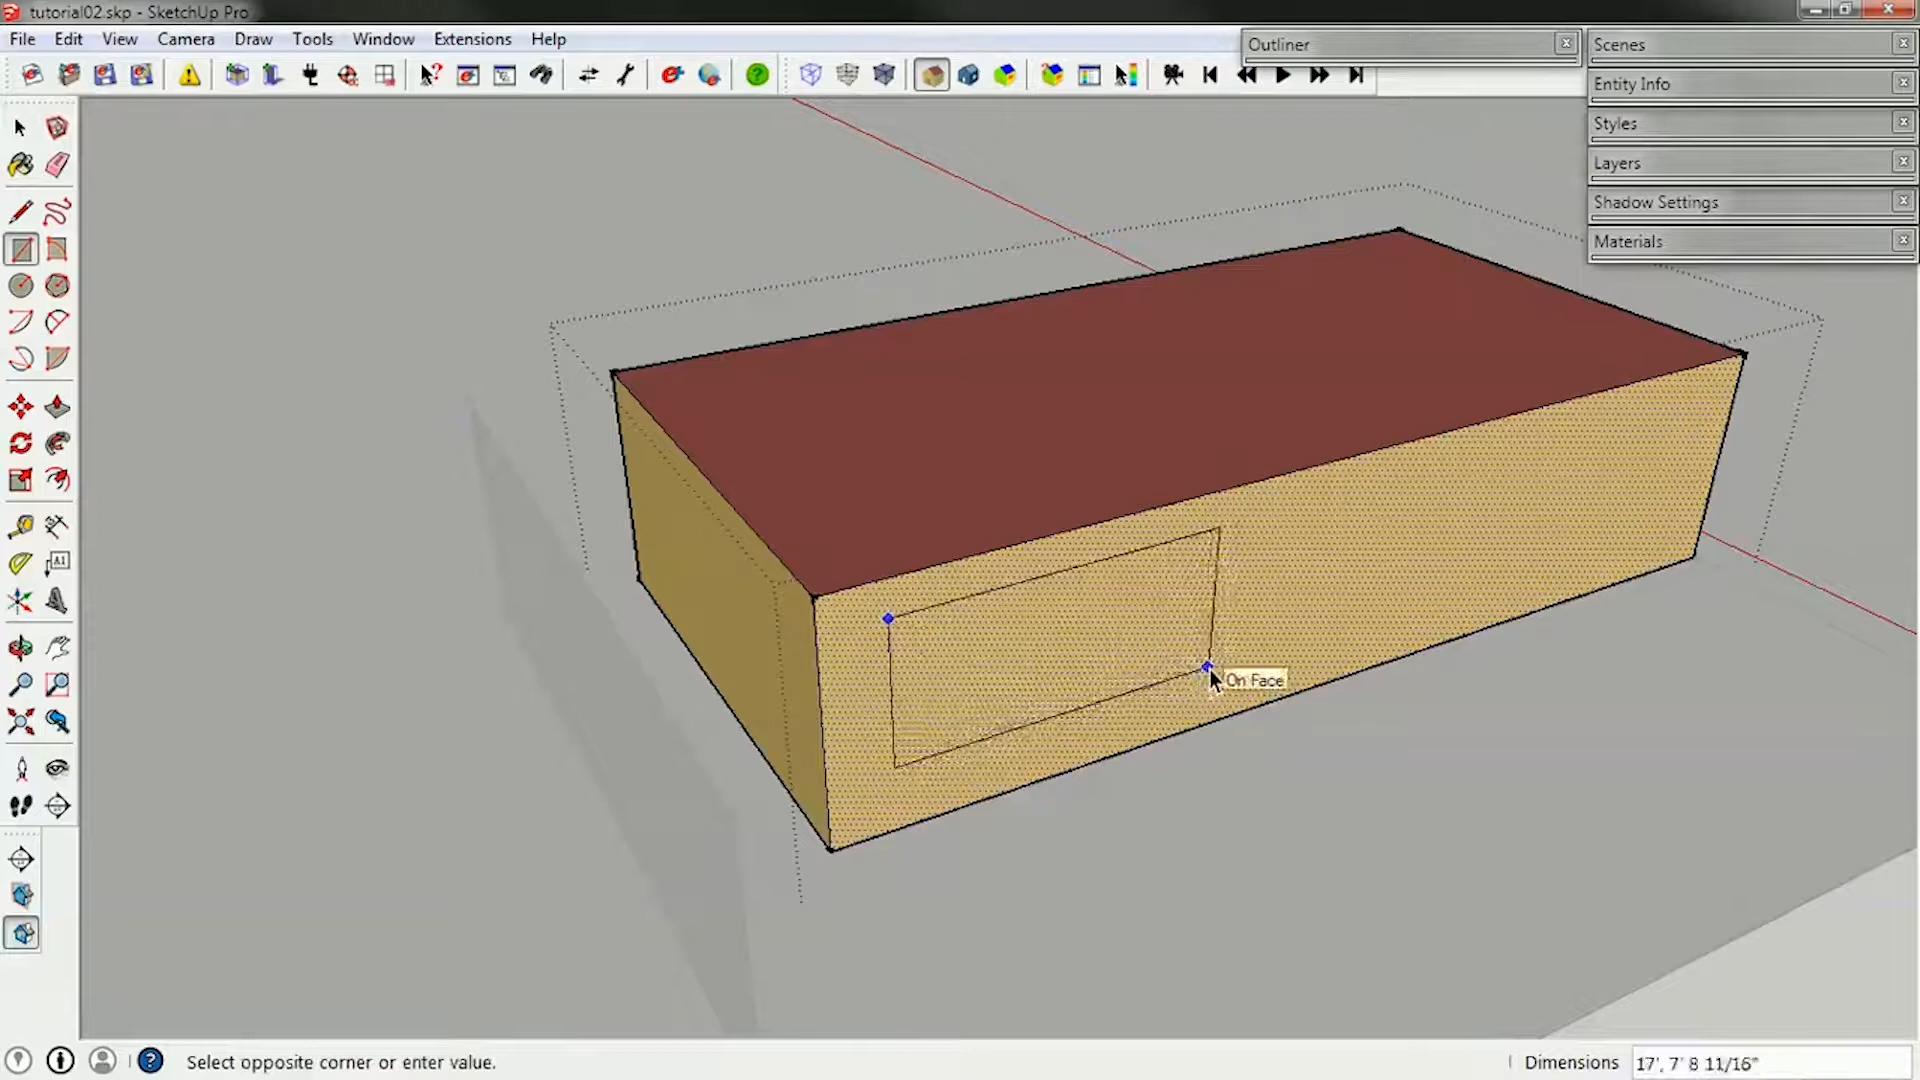 tutorial02.skp - SketchUp Pro
File Edit View Camera Draw Tools Window Extensions Help
Outliner
Scenes
Entity Info
Styles
Layers
Shadow Settings
Materials
A1
On Face
Select opposite corner or enter value.
Dimensions 17', 7' 8 11/16"